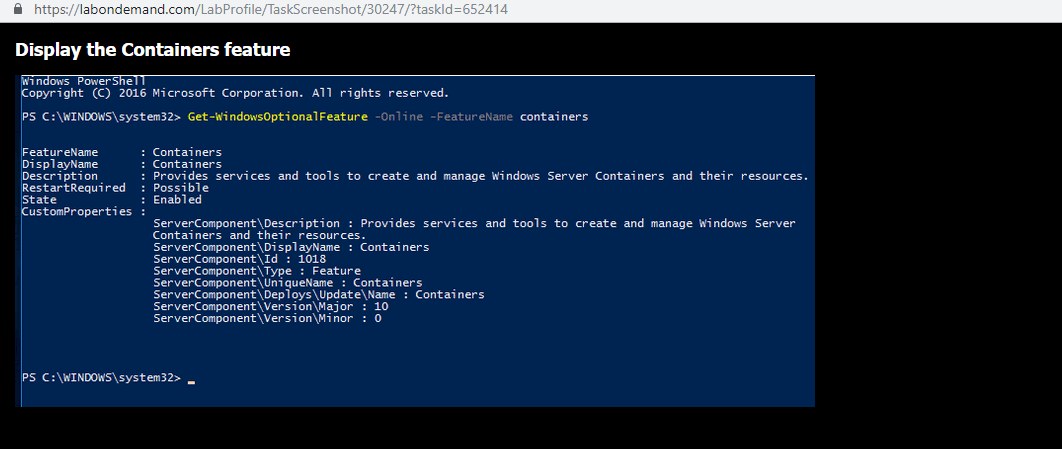 https://labondemand.com/LabProfile/TaskScreenshot/30247/?taskId=652414
Display the Containers feature
Windows PowerShell
Copyright (C) 2016 Microsoft Corporation. All rights reserved.
PS C:\WINDOWS\system32> Get-WindowsOptionalFeature -Online -FeatureName containers
FeatureName : Containers
DisplayName : Containers
Description : Provides services and tools to create and manage Windows Server Containers and their resources.
RestartRequired : Possible
State : Enabled
CustomProperties :
ServerComponent\Description : Provides services and tools to create and manage Windows Server
Containers and their resources.
ServerComponent\DisplayName : Containers
ServerComponent\Id : 1018
ServerComponent\Type : Feature
ServerComponent\UniqueName : Containers
ServerComponent\Deploys\Update\Name : Containers
ServerComponent\Version\Major : 10
ServerComponent\Version\Minor : 0
PS C:\WINDOWS\system32> _